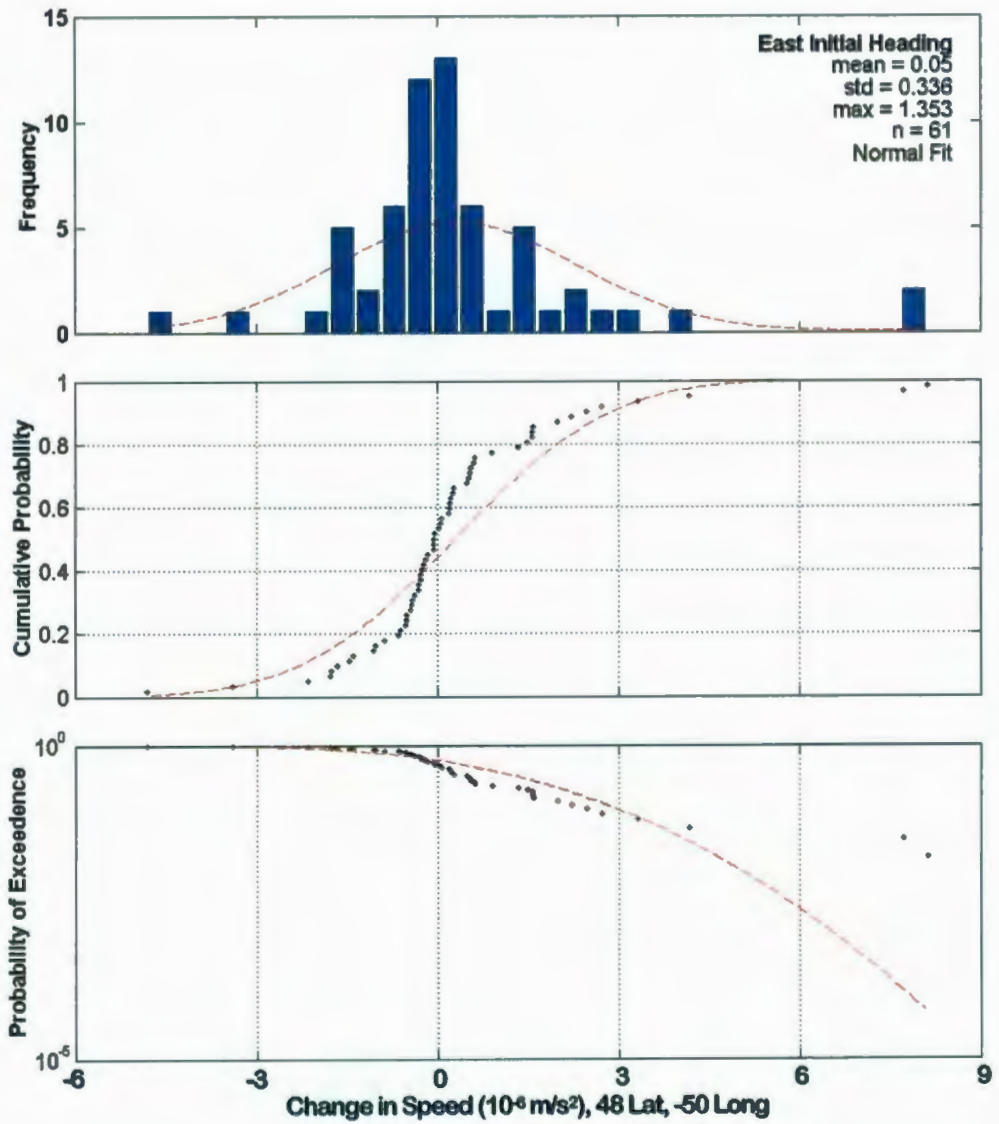 15
10
5
0
Frequency
East Initial Heading
mean = 0.05
std = 0.336
max = 1.353
n = 61
Normal Fit
1
0.8
0.6
0.4
0.2
0
Cumulative Probability
10⁰
10⁻⁵
Probability of Exceedence
-6 -3 0 3 6 9
Change in Speed (10⁻⁶ m/s²), 48 Lat, -50 Long